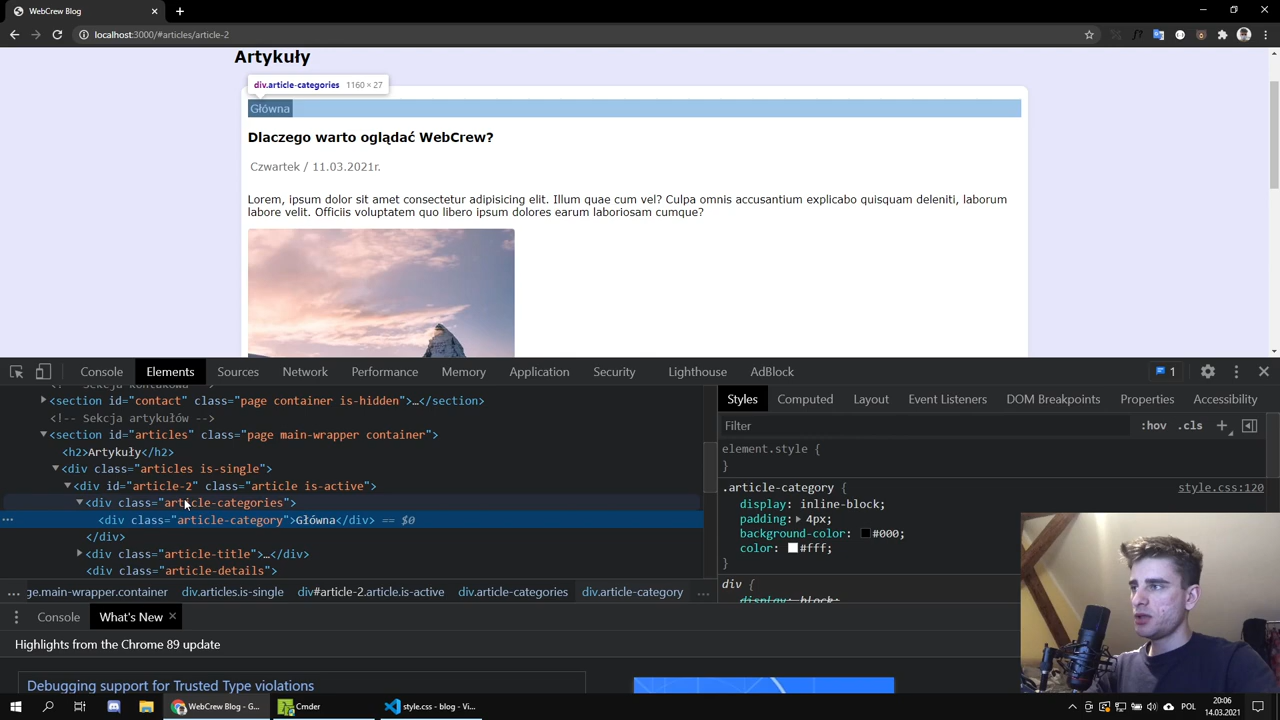 WebCrew Blog
localhost:3000/#articles/article-2
Artykuły
div.article-categories 1160 × 27
Główna
Dlaczego warto oglądać WebCrew?
Czwartek / 11.03.2021r.
Lorem, ipsum dolor sit amet consectetur adipisicing elit. Illum quae cum vel? Culpa omnis accusantium explicabo quisquam deleniti, laborum
labore velit. Officiis voluptatem quo libero ipsum dolores earum laboriosam cumque?
Console Elements Sources Network Performance Memory Application Security Lighthouse AdBlock 1
<!-- Sekcja kontaktowa -->
<section id="contact" class="page container is-hidden">…</section>
<!-- Sekcja artykułów -->
<section id="articles" class="page main-wrapper container">
<h2>Artykuły</h2>
<div class="articles is-single">
<div id="article-2" class="article is-active">
<div class="article-categories">
<div class="article-category">Główna</div> == $0
</div>
<div class="article-title">…</div>
<div class="article-details">
… ge.main-wrapper.container div.articles.is-single div#article-2.article.is-active div.article-categories div.article-category …
Styles Computed Layout Event Listeners DOM Breakpoints Properties Accessibility
Filter :hov .cls +
element.style {
}
.article-category { style.css:120
display: inline-block;
padding: 4px;
background-color: #000;
color: #fff;
}
div {
display: block;
Console What's New
Highlights from the Chrome 89 update
Debugging support for Trusted Type violations
WebCrew Blog - G...
Cmder
style.css - blog - Vi...
POL
20:06
14.03.2021